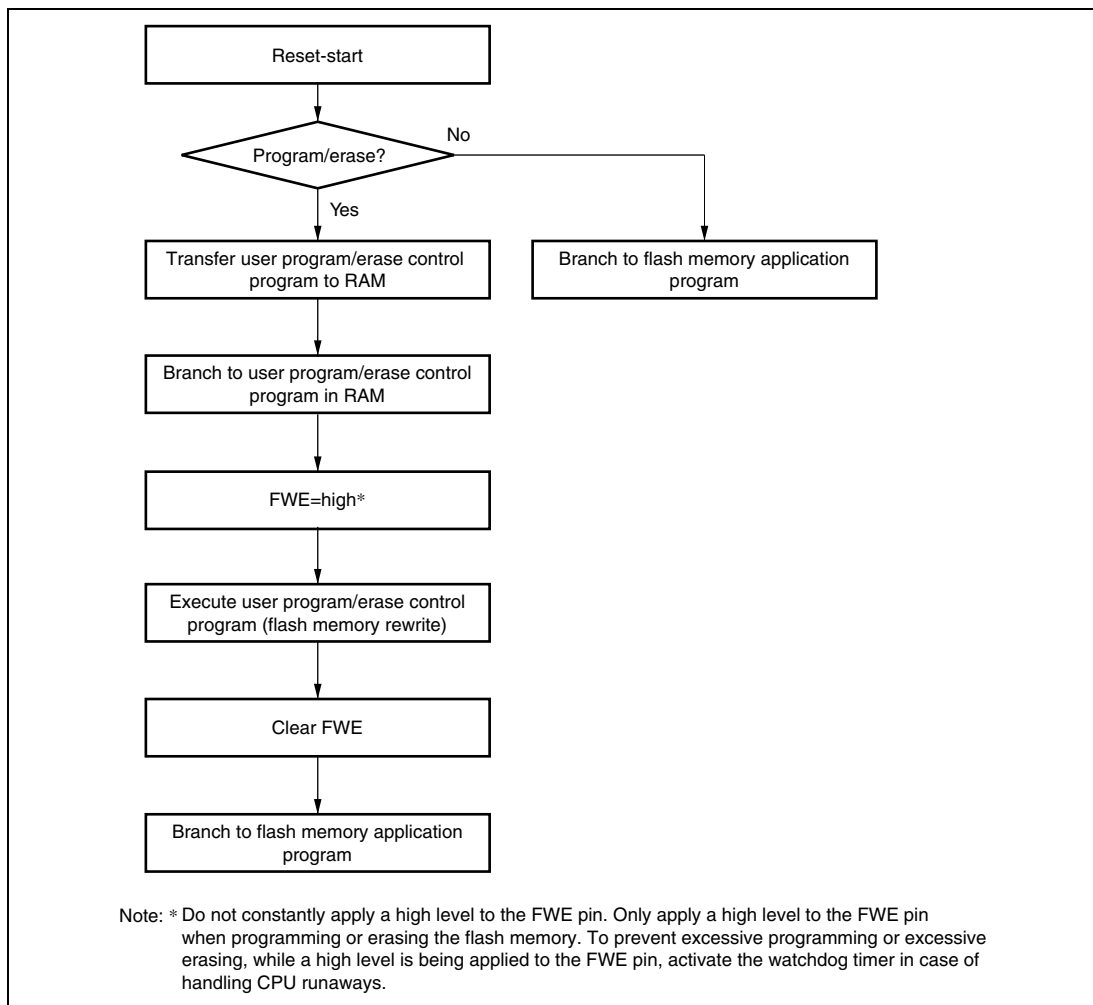 Reset-start
Program/erase?
No
Yes
Transfer user program/erase control
program to RAM
Branch to flash memory application
program
Branch to user program/erase control
program in RAM
FWE=high*
Execute user program/erase control
program (flash memory rewrite)
Clear FWE
Branch to flash memory application
program
Note: * Do not constantly apply a high level to the FWE pin. Only apply a high level to the FWE pin
when programming or erasing the flash memory. To prevent excessive programming or excessive
erasing, while a high level is being applied to the FWE pin, activate the watchdog timer in case of
handling CPU runaways.